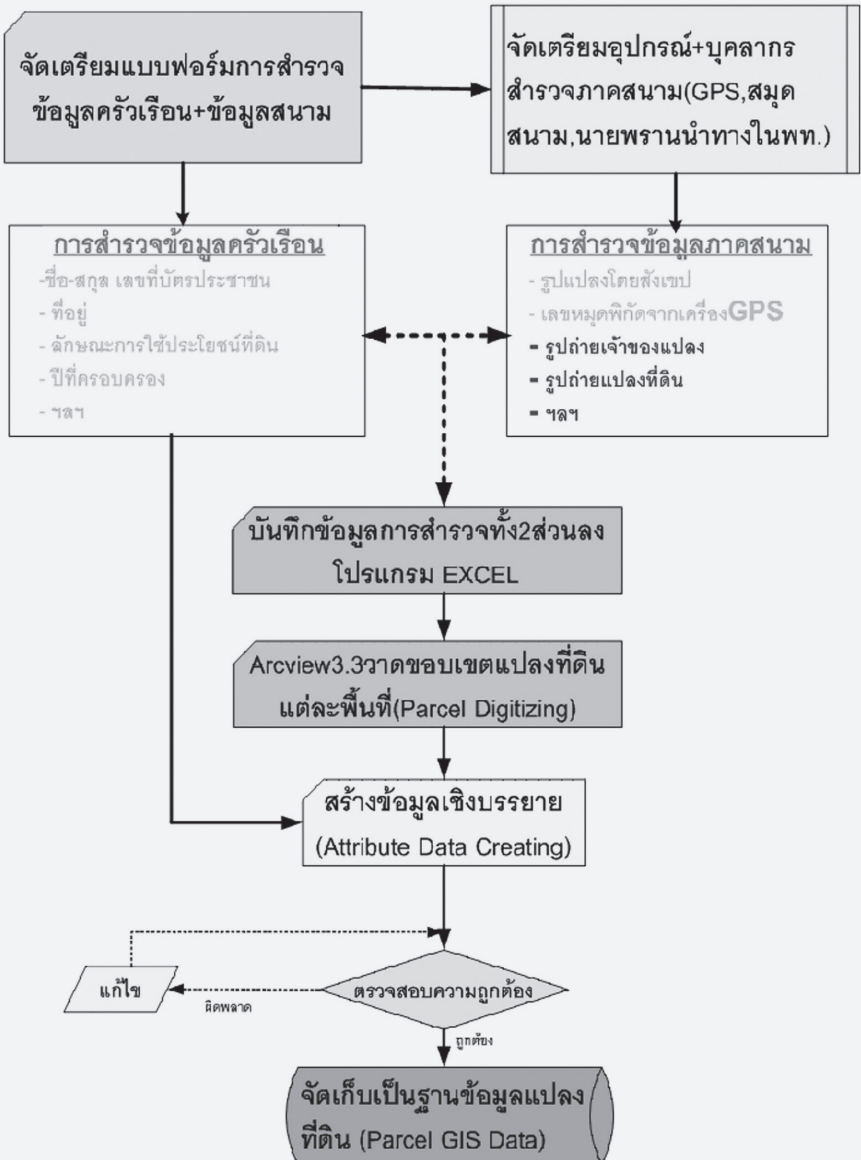 จัดเตรียมแบบฟอร์มการสำรวจ
ข้อมูลครัวเรือน+ข้อมูลสนาม
จัดเตรียมอุปกรณ์+บุคลากร
สำรวจภาคสนาม(GPS,สมุด
สนาม,นายพรานนำทางในพท.)
การสำรวจข้อมูลครัวเรือน
-ชื่อ-สกุล เลขที่บัตรประชาชน
- ที่อยู่
- ลักษณะการใช้ประโยชน์ที่ดิน
- ปีที่ครอบครอง
- ฯลฯ
การสำรวจข้อมูลภาคสนาม
- รูปแปลงโดยสังเขป
- เลขหมุดพิกัดจากเครื่องGPS
- รูปถ่ายเจ้าของแปลง
- รูปถ่ายแปลงที่ดิน
- ฯลฯ
บันทึกข้อมูลการสำรวจทั้ง2ส่วนลง
โปรแกรม EXCEL
Arcview3.3วาดขอบเขตแปลงที่ดิน
แต่ละพื้นที่(Parcel Digitizing)
สร้างข้อมูลเชิงบรรยาย
(Attribute Data Creating)
แก้ไข
ผิดพลาด
ตรวจสอบความถูกต้อง
ถูกต้อง
จัดเก็บเป็นฐานข้อมูลแปลง
ที่ดิน (Parcel GIS Data)